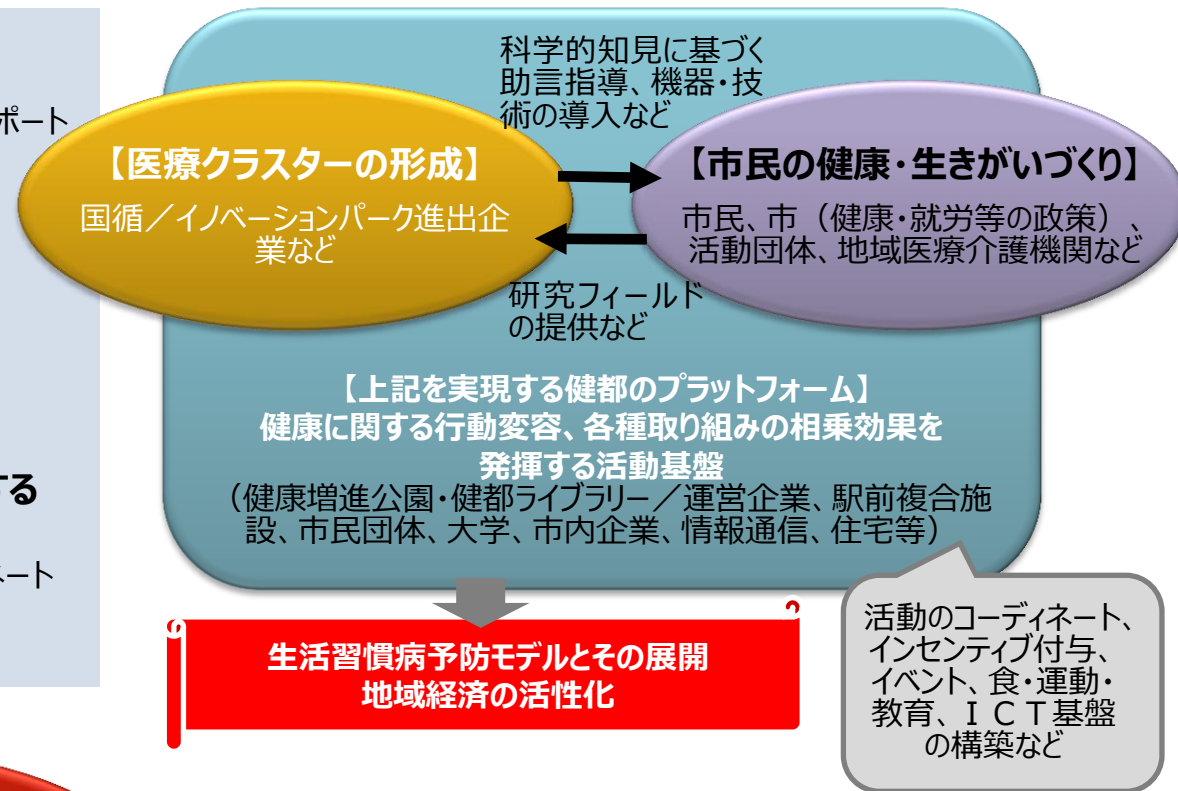 ポート
する
ネート
科学的知見に基づく
助言指導、機器・技
術の導入など
【医療クラスターの形成】
国循／イノベーションパーク進出企
業など
【市民の健康・生きがいづくり】
市民、市（健康・就労等の政策）、
活動団体、地域医療介護機関など
研究フィールド
の提供など
【上記を実現する健都のプラットフォーム】
健康に関する行動変容、各種取り組みの相乗効果を
発揮する活動基盤
（健康増進公園・健都ライブラリー／運営企業、駅前複合施
設、市民団体、大学、市内企業、情報通信、住宅等）
生活習慣病予防モデルとその展開
地域経済の活性化
活動のコーディネート、
インセンティブ付与、
イベント、食・運動・
教育、ＩＣＴ基盤
の構築など